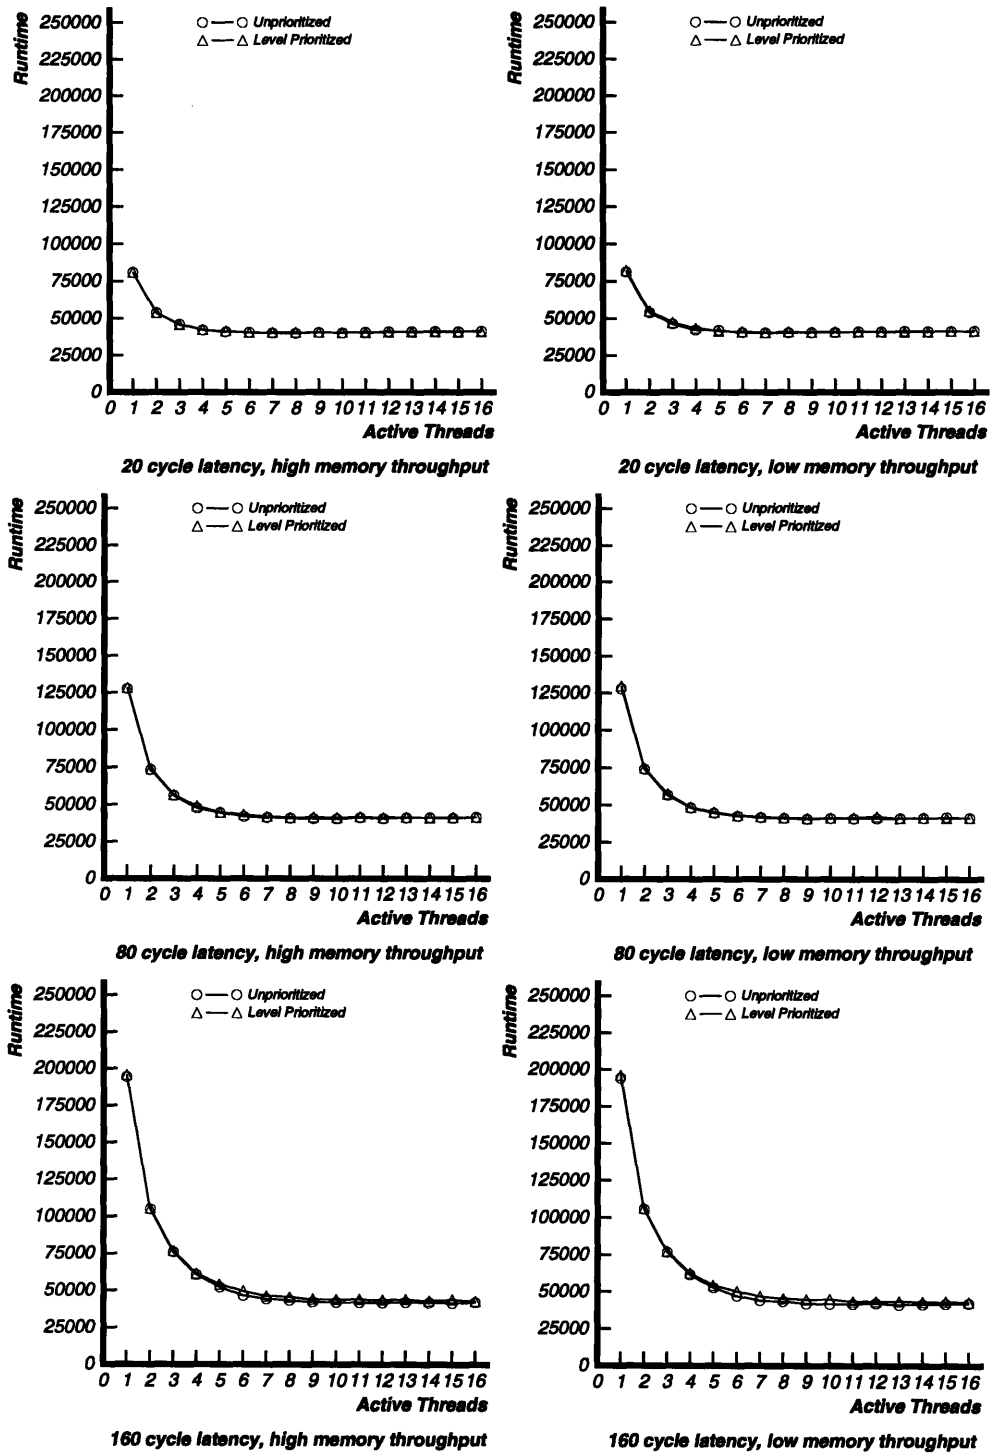 Runtime
250000
225000
200000
175000
150000
125000
100000
75000
50000
25000
0
Unprioritized
Level Prioritized
0 1 2 3 4 5 6 7 8 9 10 11 12 13 14 15 16
Active Threads
20 cycle latency, high memory throughput
Runtime
250000
225000
200000
175000
150000
125000
100000
75000
50000
25000
0
Unprioritized
Level Prioritized
0 1 2 3 4 5 6 7 8 9 10 11 12 13 14 15 16
Active Threads
20 cycle latency, low memory throughput
Runtime
250000
225000
200000
175000
150000
125000
100000
75000
50000
25000
0
Unprioritized
Level Prioritized
0 1 2 3 4 5 6 7 8 9 10 11 12 13 14 15 16
Active Threads
80 cycle latency, high memory throughput
Runtime
250000
225000
200000
175000
150000
125000
100000
75000
50000
25000
0
Unprioritized
Level Prioritized
0 1 2 3 4 5 6 7 8 9 10 11 12 13 14 15 16
Active Threads
80 cycle latency, low memory throughput
Runtime
250000
225000
200000
175000
150000
125000
100000
75000
50000
25000
0
Unprioritized
Level Prioritized
0 1 2 3 4 5 6 7 8 9 10 11 12 13 14 15 16
Active Threads
160 cycle latency, high memory throughput
Runtime
250000
225000
200000
175000
150000
125000
100000
75000
50000
25000
0
Unprioritized
Level Prioritized
0 1 2 3 4 5 6 7 8 9 10 11 12 13 14 15 16
Active Threads
160 cycle latency, low memory throughput